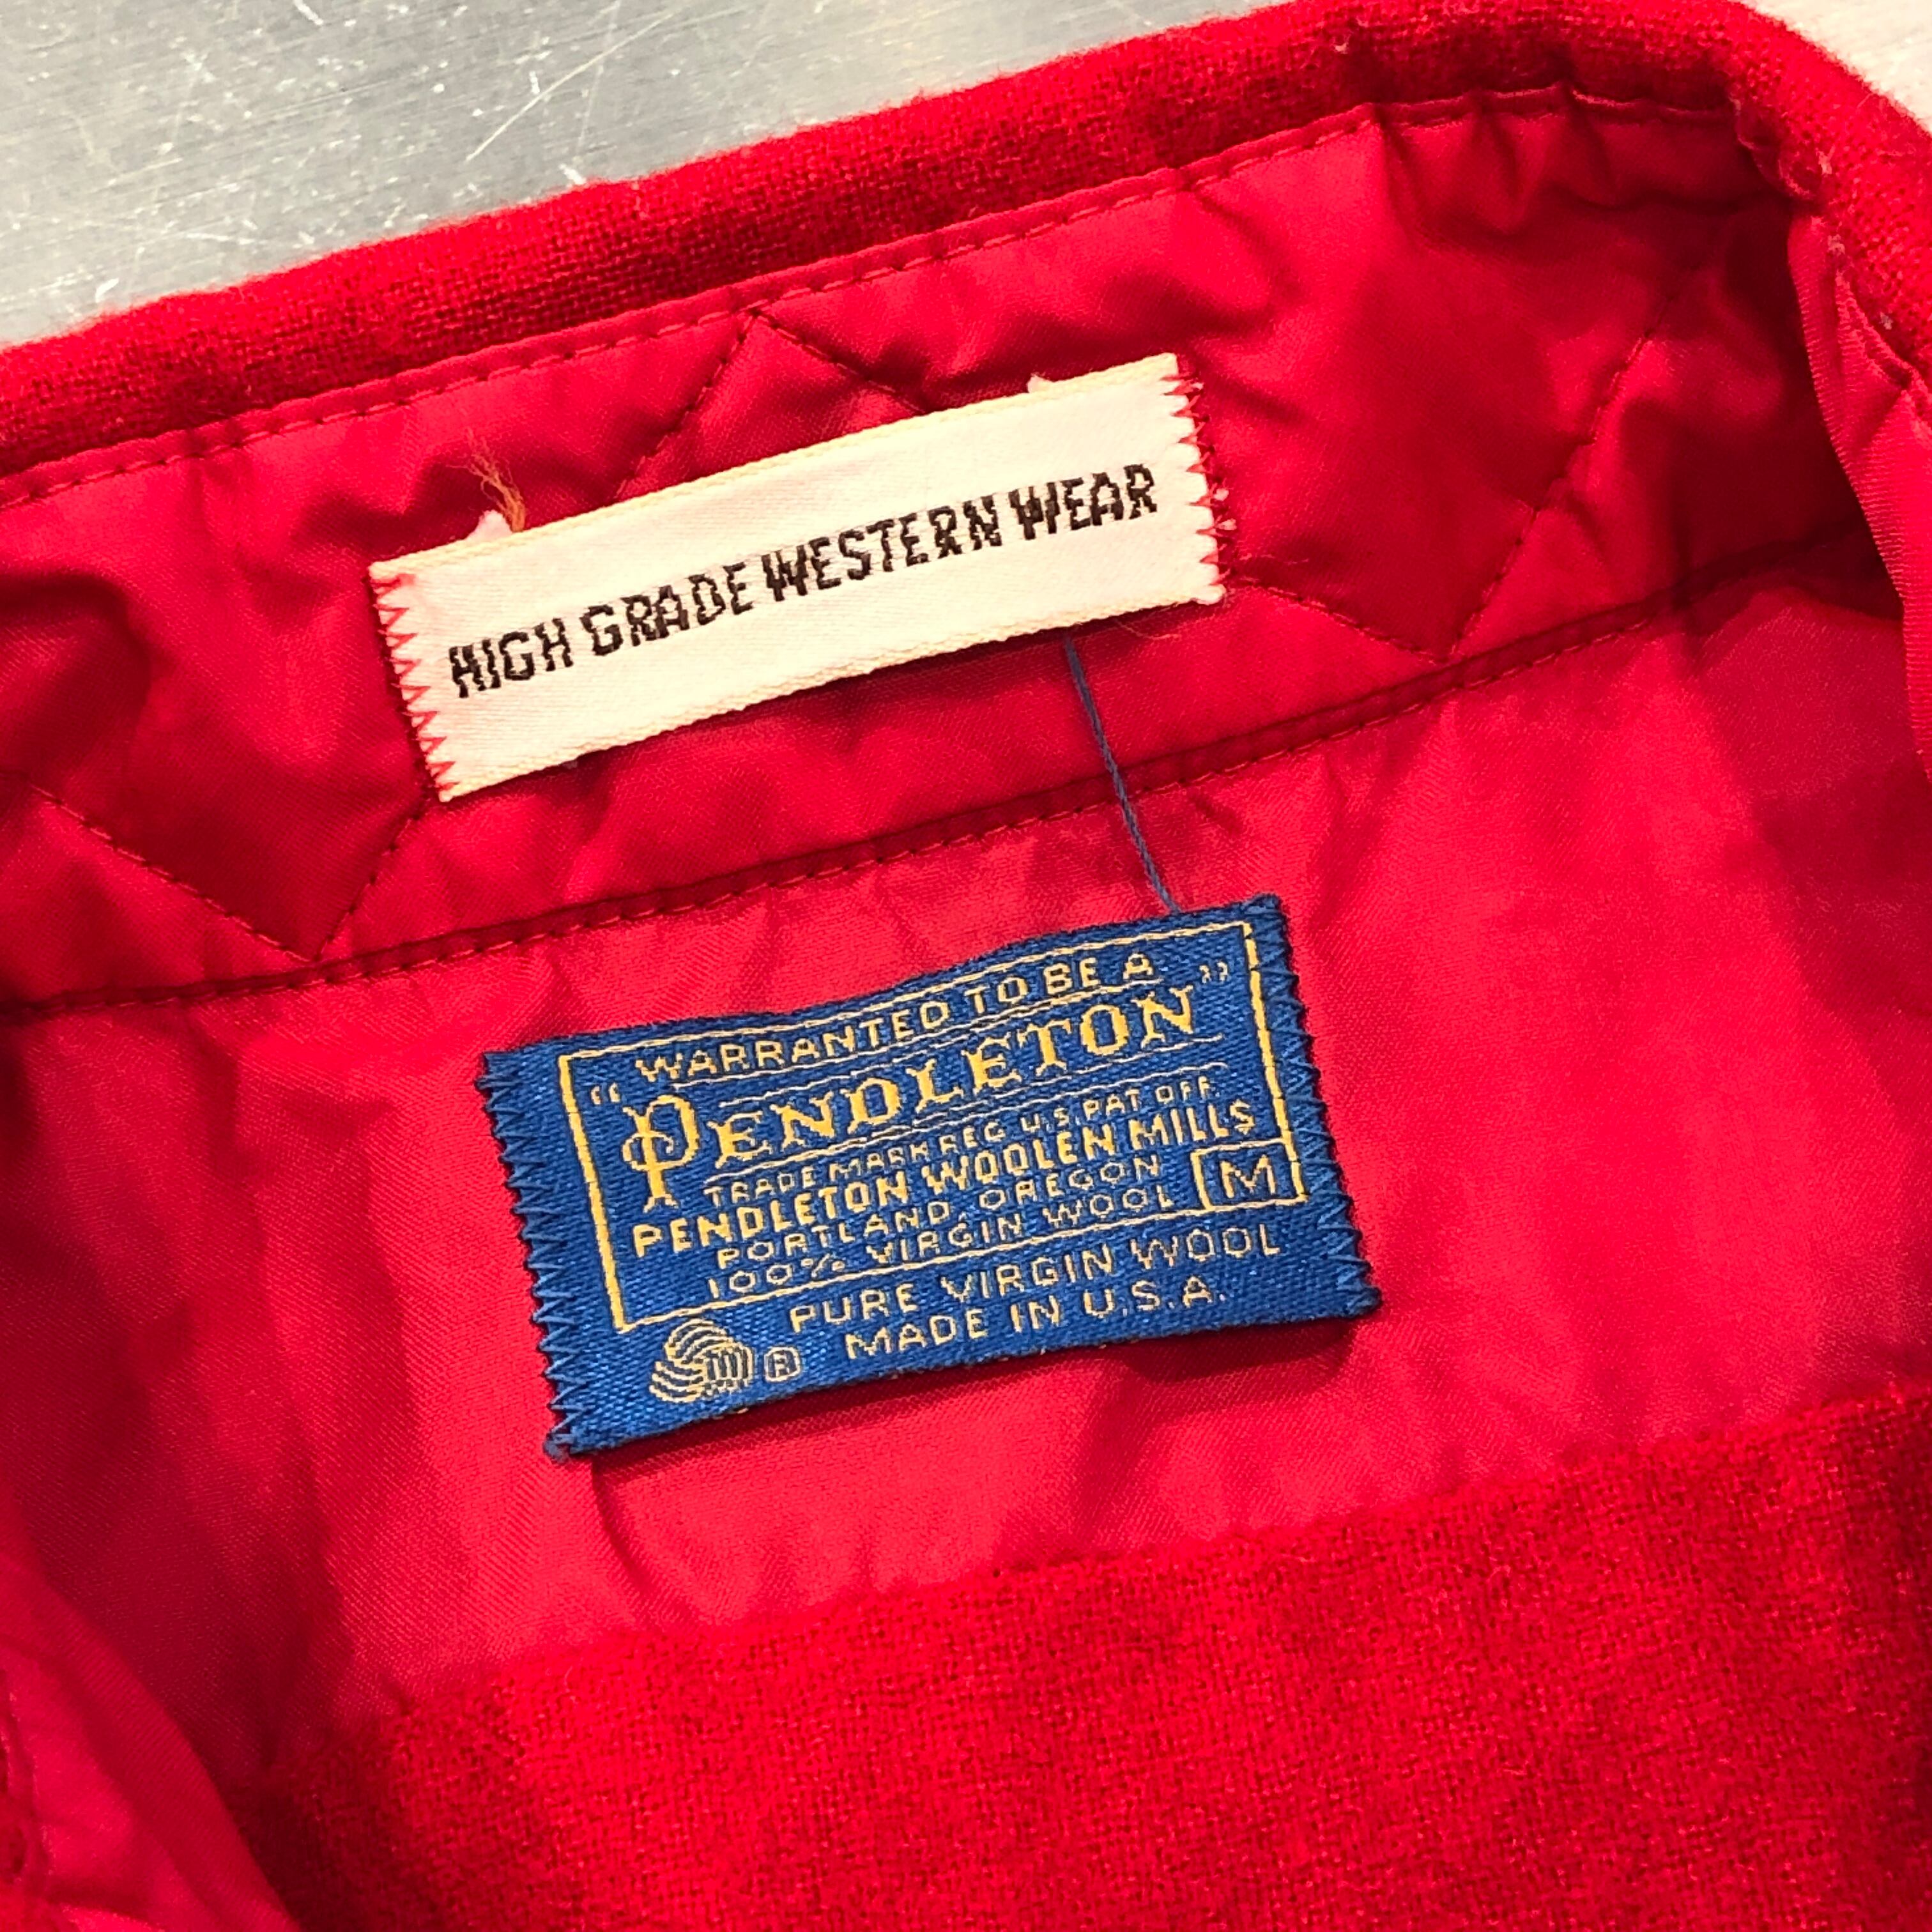 HIGH GRADE WESTERN WEAR
WARRANTED TO BE A
"PENDLETON"
TRADE MARK REG U.S. PAT OFF.
PENDLETON WOOLEN MILLS
PORTLAND, OREGON
100% VIRGIN WOOL
M
PURE VIRGIN WOOL
® MADE IN U.S.A.